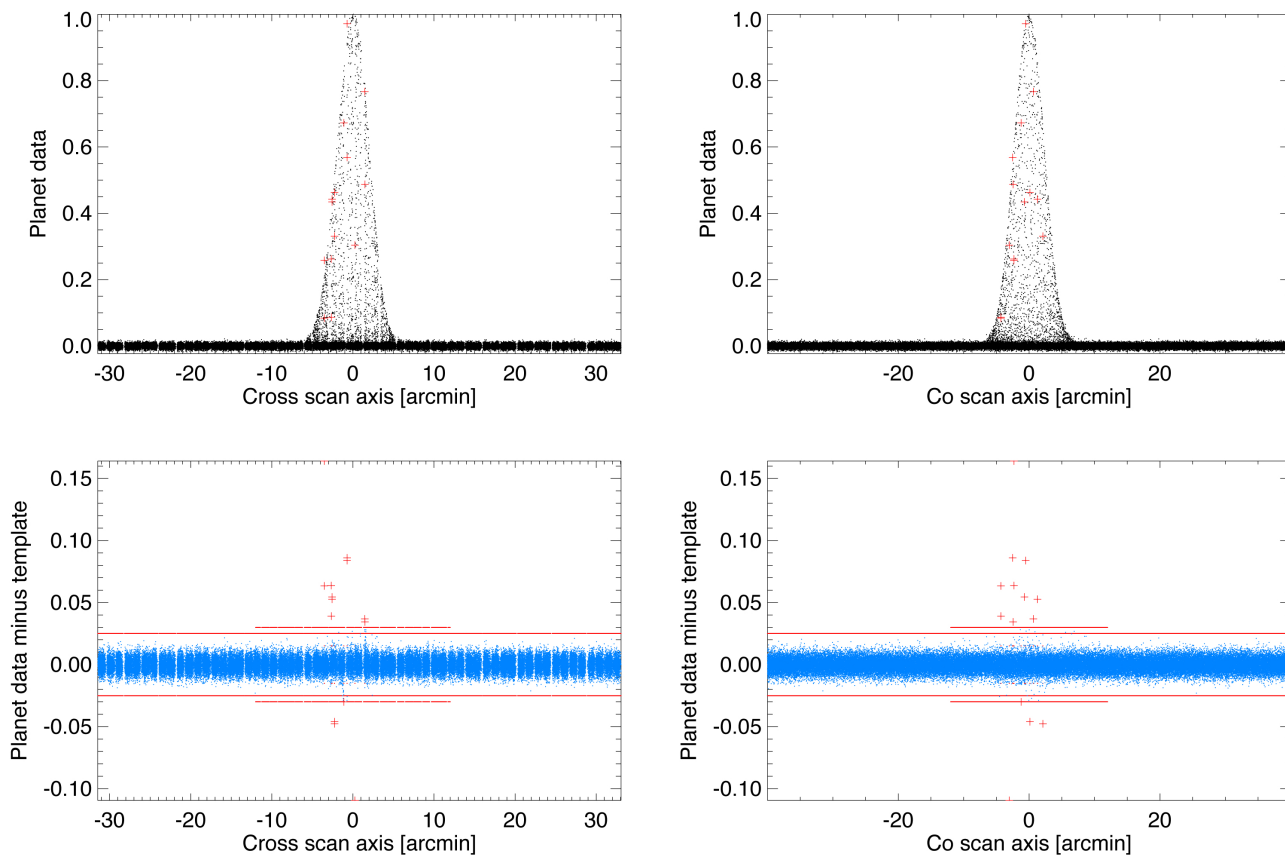 1.0
0.8
0.6
0.4
0.2
0.0
Planet data
-30 -20 -10 0 10 20 30
Cross scan axis [arcmin]
1.0
0.8
0.6
0.4
0.2
0.0
Planet data
-20 0 20
Co scan axis [arcmin]
0.15
0.10
0.05
0.00
-0.05
-0.10
Planet data minus template
-30 -20 -10 0 10 20 30
Cross scan axis [arcmin]
0.15
0.10
0.05
0.00
-0.05
-0.10
Planet data minus template
-20 0 20
Co scan axis [arcmin]